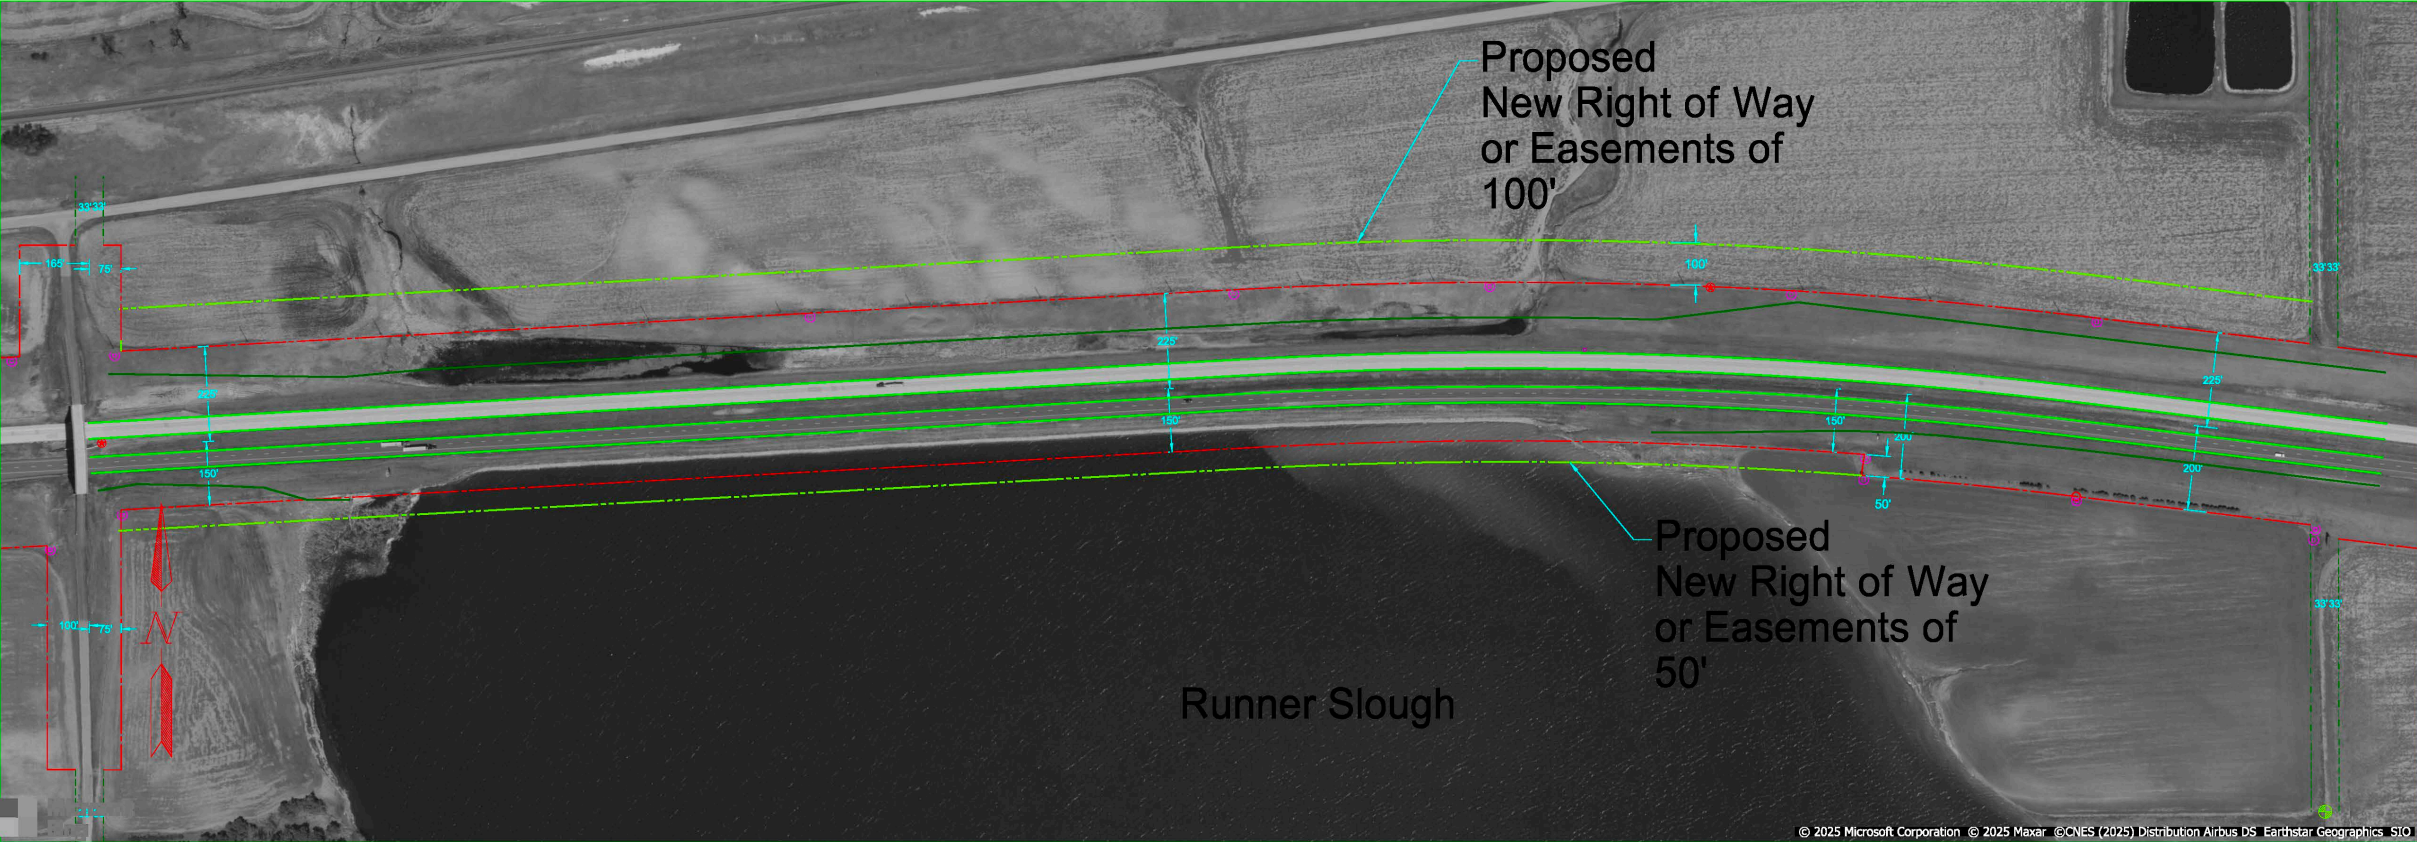 Proposed
New Right of Way
or Easements of
100'
33' 33'
165'
75'
100'
33' 33'
225'
225'
225'
150'
150'
150'
200'
200'
50'
Proposed
New Right of Way
or Easements of
50'
33' 33'
100'
75'
N
Runner Slough
© 2025 Microsoft Corporation © 2025 Maxar ©CNES (2025) Distribution Airbus DS Earthstar Geographics SIO